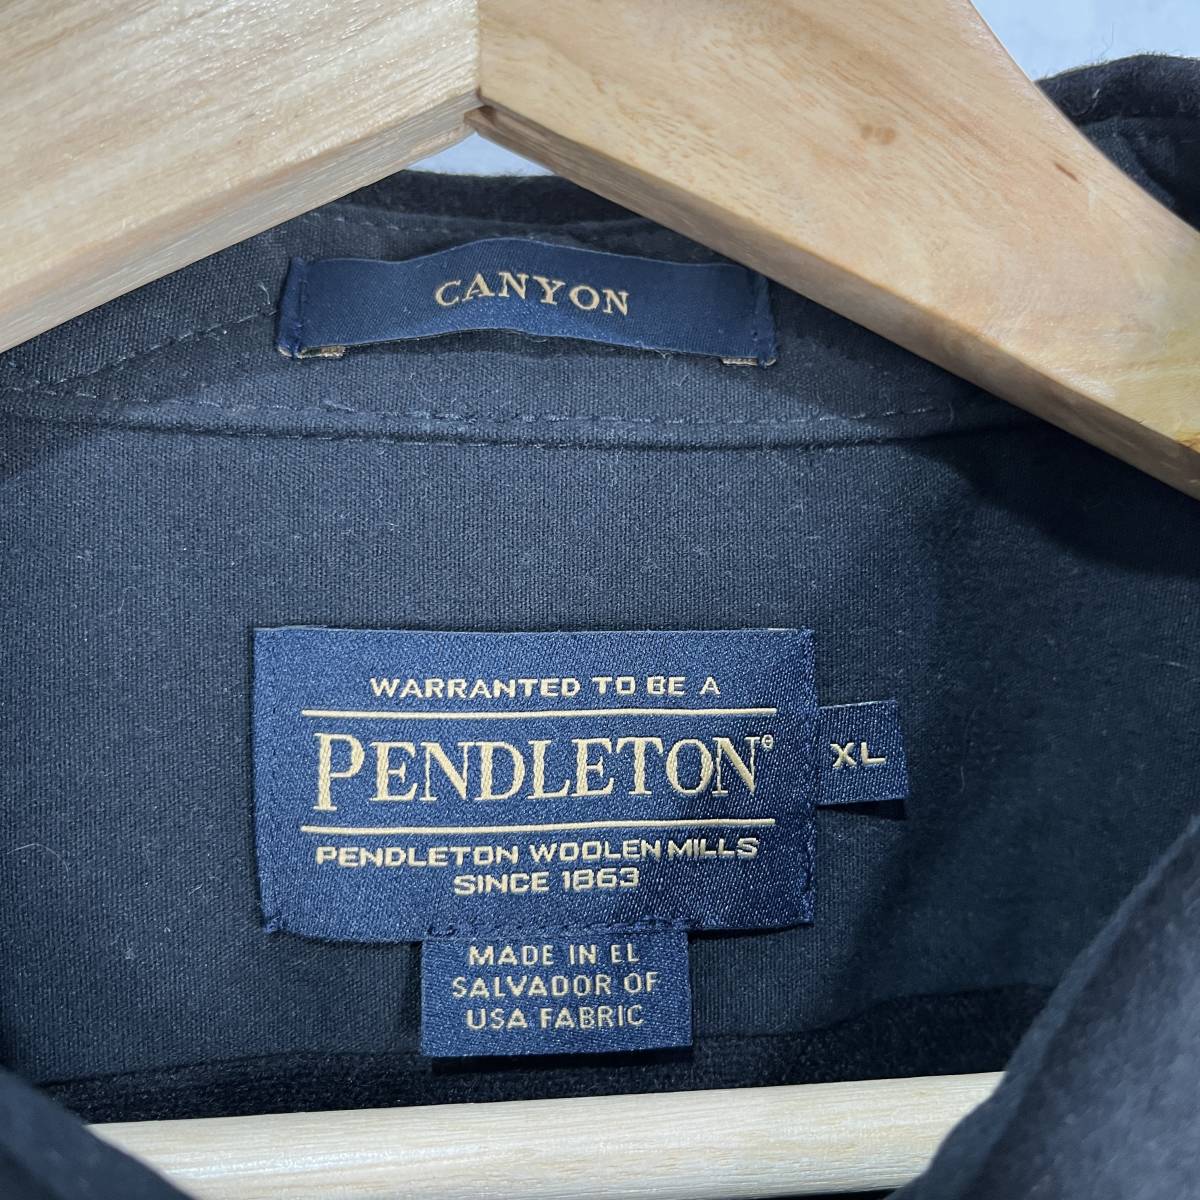 CANYON
WARRANTED TO BE A
PENDLETON®
XL
PENDLETON WOOLEN MILLS
SINCE 1863
MADE IN EL
SALVADOR OF
USA FABRIC